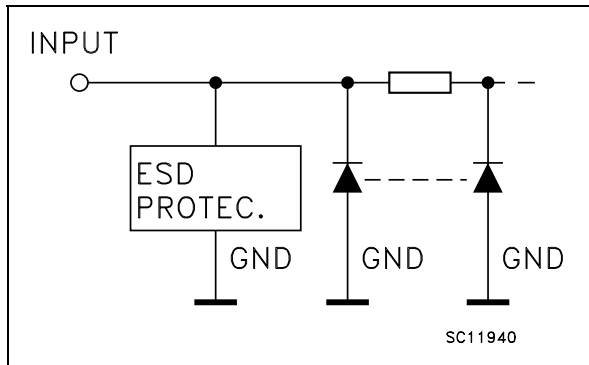 INPUT
ESD
PROTEC.
GND
GND
GND
SC11940